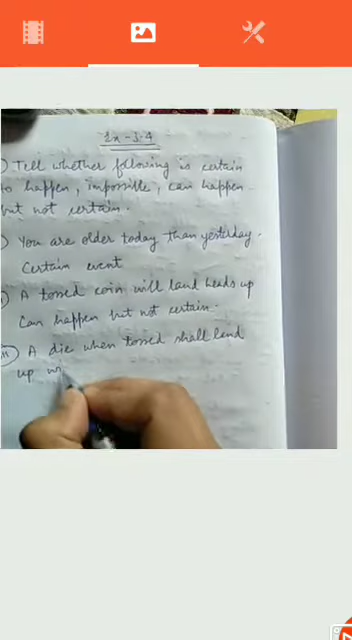 Ex-3.4
Tell whether following is certain
to happen, impossible, can happen
but not certain.
You are older today than yesterday.
Certain event
A tossed coin will land heads up
Can happen but not certain.
A die when tossed shall land
up